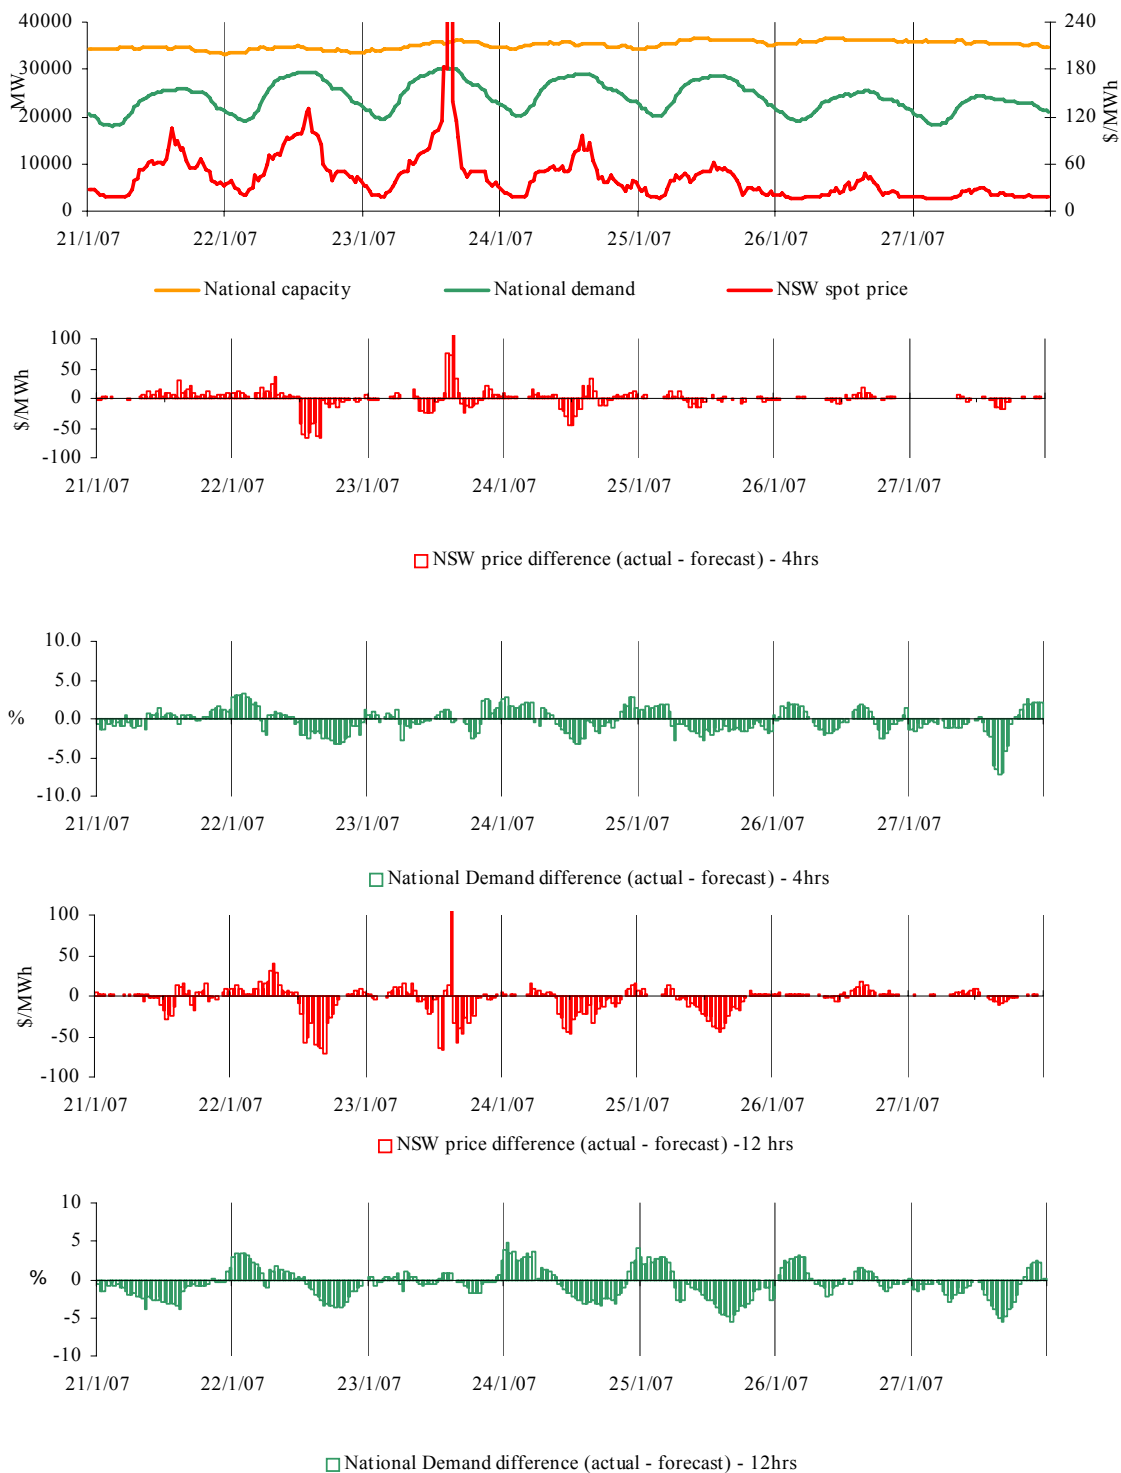 40000 240
30000 180
20000 120
10000 60
0 0
MW
$/MWh
21/1/07 22/1/07 23/1/07 24/1/07 25/1/07 26/1/07 27/1/07
National capacity National demand NSW spot price
100
50
0
-50
-100
$/MWh
21/1/07 22/1/07 23/1/07 24/1/07 25/1/07 26/1/07 27/1/07
NSW price difference (actual - forecast) - 4hrs
10.0
5.0
0.0
-5.0
-10.0
%
21/1/07 22/1/07 23/1/07 24/1/07 25/1/07 26/1/07 27/1/07
National Demand difference (actual - forecast) - 4hrs
100
50
0
-50
-100
$/MWh
21/1/07 22/1/07 23/1/07 24/1/07 25/1/07 26/1/07 27/1/07
NSW price difference (actual - forecast) -12 hrs
10
5
0
-5
-10
%
21/1/07 22/1/07 23/1/07 24/1/07 25/1/07 26/1/07 27/1/07
National Demand difference (actual - forecast) - 12hrs